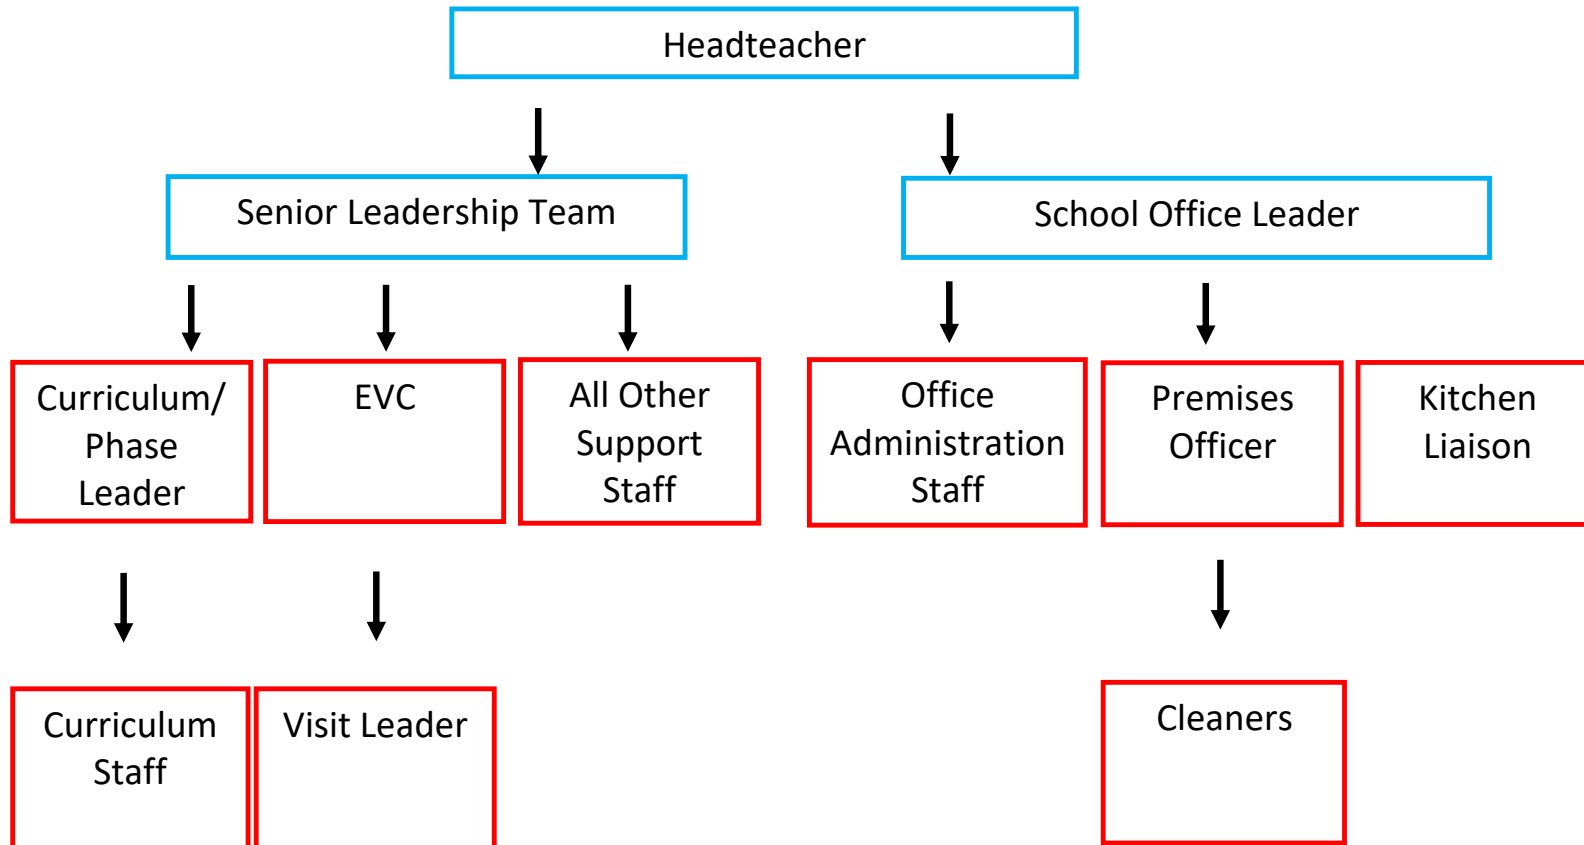 Headteacher
Senior Leadership Team
School Office Leader
Curriculum/
Phase
Leader
EVC
All Other
Support
Staff
Office
Administration
Staff
Premises
Officer
Kitchen
Liaison
Curriculum
Staff
Visit Leader
Cleaners